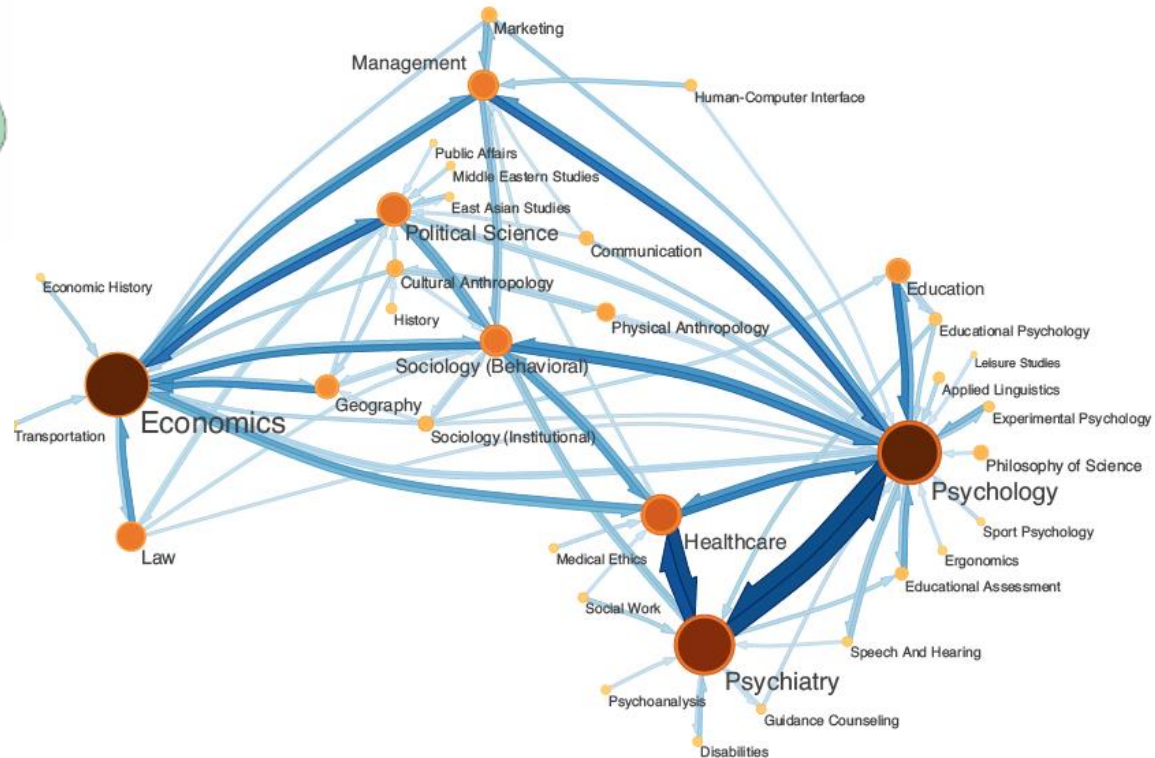 Marketing
Management
Human-Computer Interface
Public Affairs
Middle Eastern Studies
East Asian Studies
Political Science
Communication
Economic History
Cultural Anthropology
Education
History
Physical Anthropology
Educational Psychology
Sociology (Behavioral)
Leisure Studies
Applied Linguistics
Geography
Economics
Experimental Psychology
Transportation
Sociology (Institutional)
Philosophy of Science
Psychology
Sport Psychology
Law
Healthcare
Medical Ethics
Ergonomics
Educational Assessment
Social Work
Speech And Hearing
Psychiatry
Psychoanalysis
Guidance Counseling
Disabilities